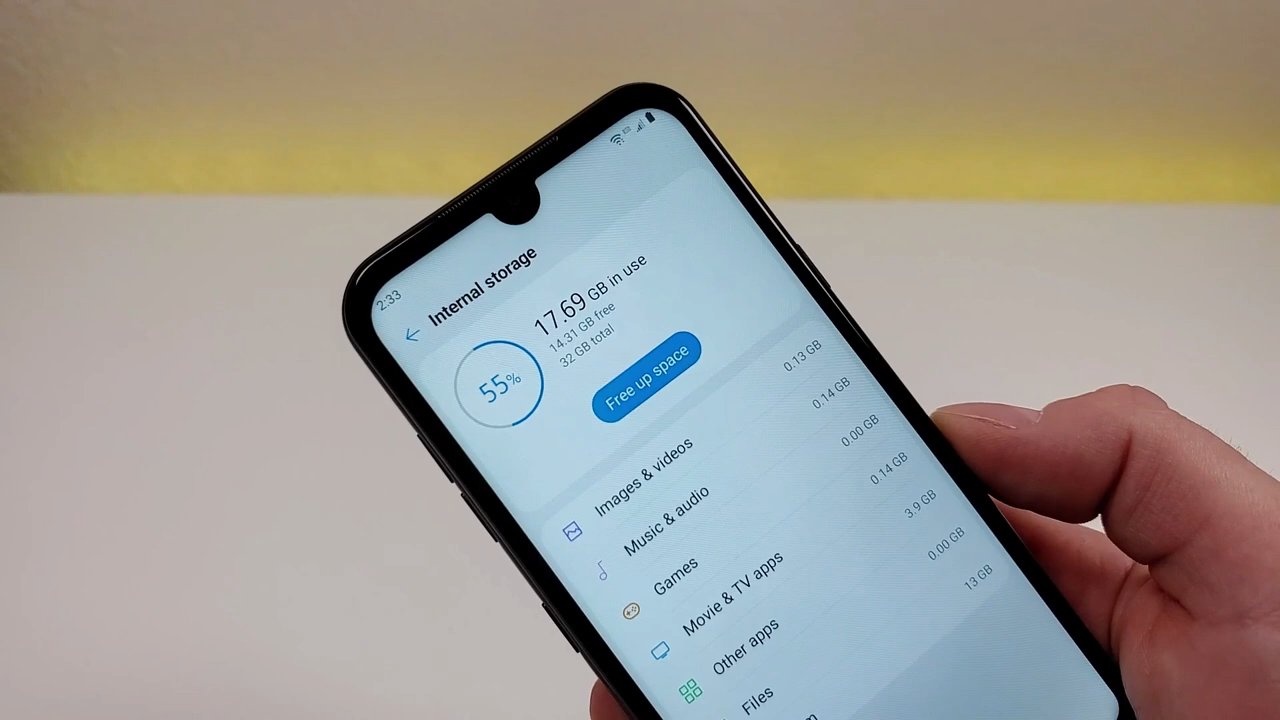 2:33
Internal storage
55%
17.69 GB in use
14.31 GB free
32 GB total
Free up space
Images & videos 0.13 GB
Music & audio 0.14 GB
Games 0.00 GB
Movie & TV apps 0.14 GB
Other apps 3.9 GB
Files 0.00 GB
13 GB